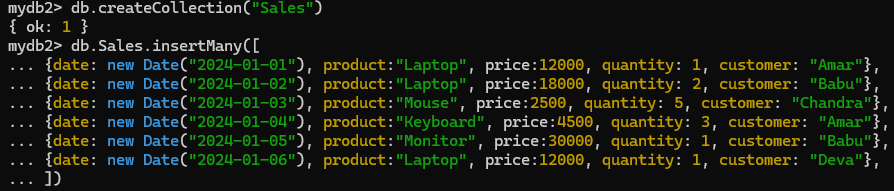 mydb2> db.createCollection("Sales")
{ ok: 1 }
mydb2> db.Sales.insertMany([
... {date: new Date("2024-01-01"), product:"Laptop", price:12000, quantity: 1, customer: "Amar"},
... {date: new Date("2024-01-02"), product:"Laptop", price:18000, quantity: 2, customer: "Babu"},
... {date: new Date("2024-01-03"), product:"Mouse", price:2500, quantity: 5, customer: "Chandra"},
... {date: new Date("2024-01-04"), product:"Keyboard", price:4500, quantity: 3, customer: "Amar"},
... {date: new Date("2024-01-05"), product:"Monitor", price:30000, quantity: 1, customer: "Babu"},
... {date: new Date("2024-01-06"), product:"Laptop", price:12000, quantity: 1, customer: "Deva"},
... ])